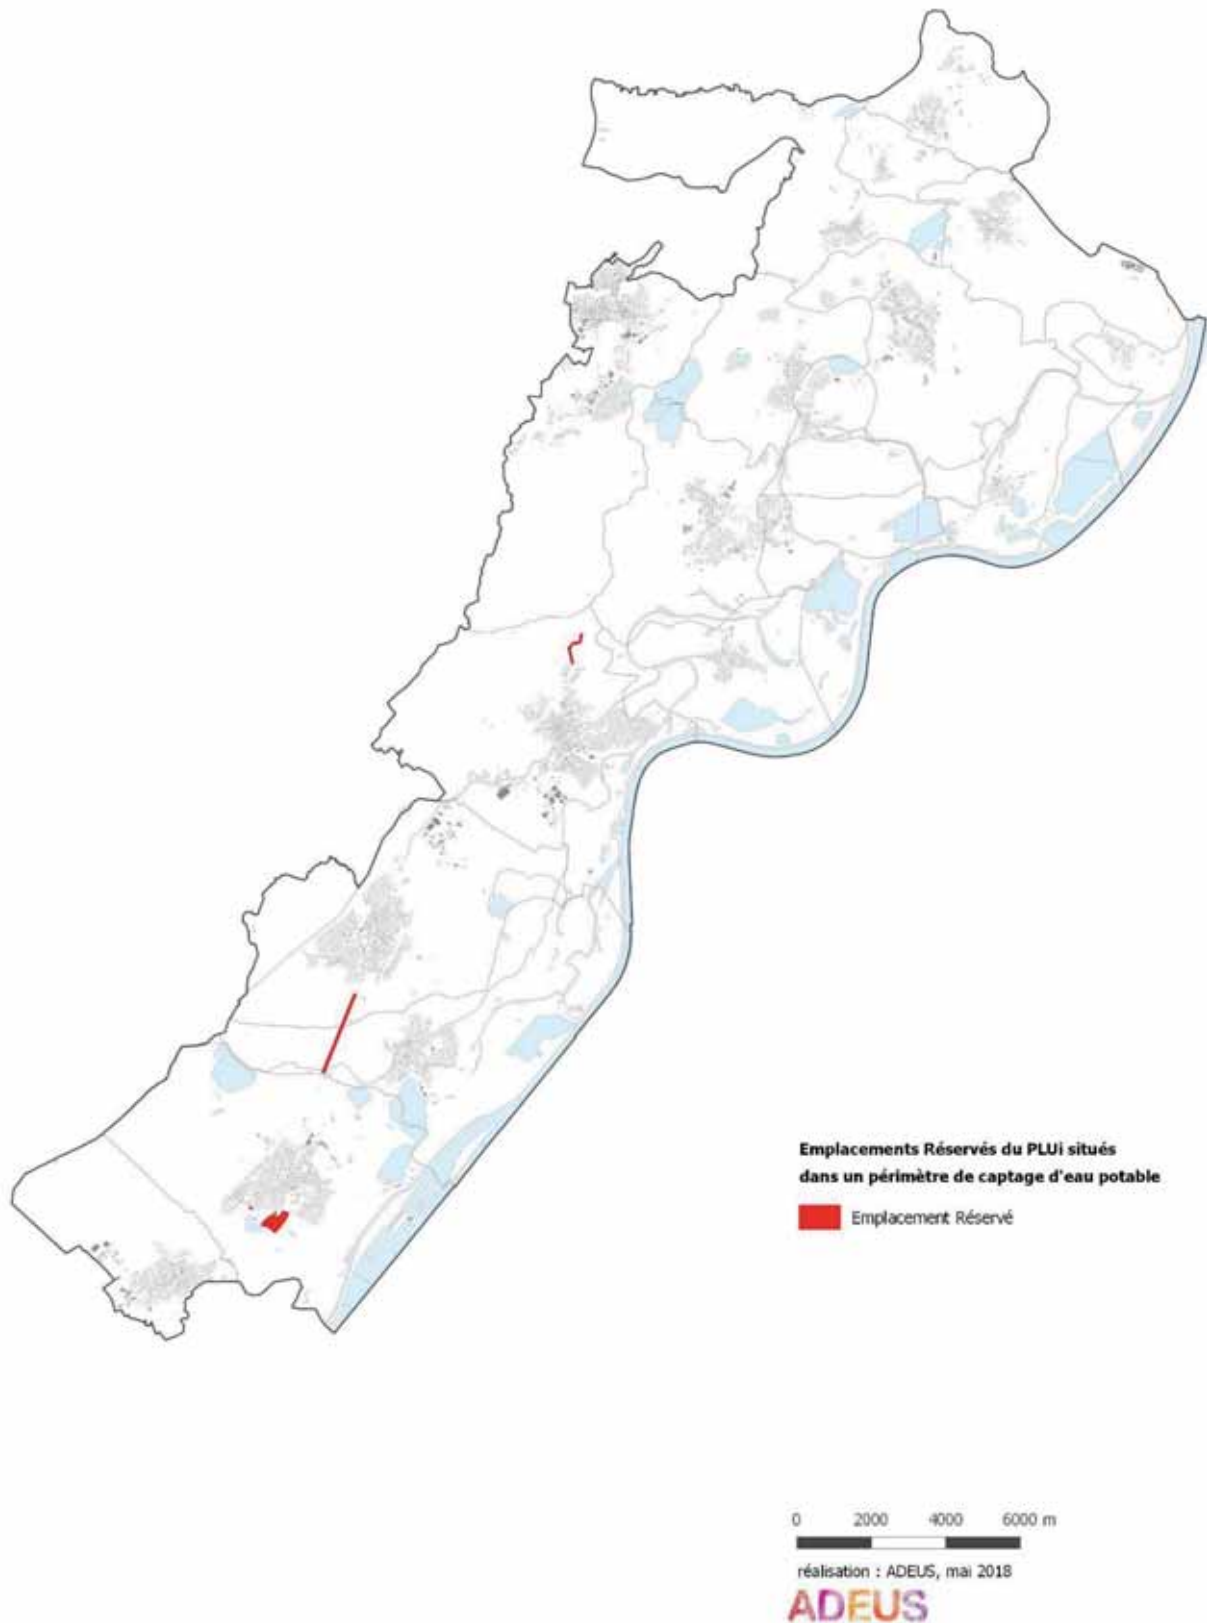 Emplacements Réservés du PLUi situés
dans un périmètre de captage d'eau potable
Emplacement Réservé
0 2000 4000 6000 m
réalisation : ADEUS, mai 2018
ADEUS